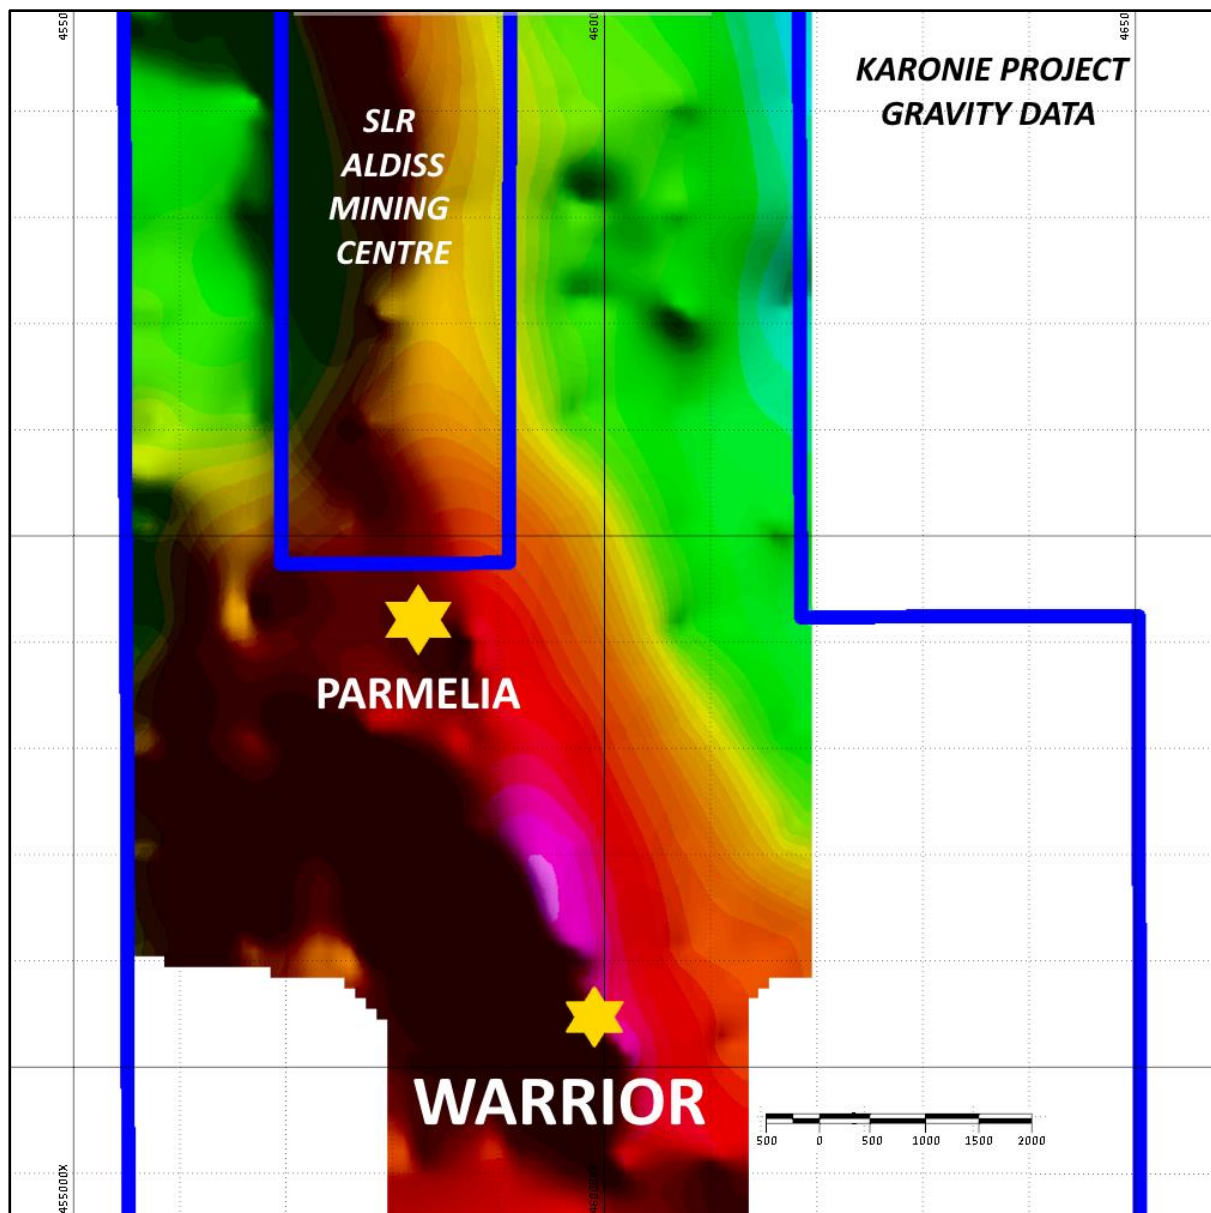 4550
4600
4650
KARONIE PROJECT
GRAVITY DATA
SLR
ALDISS
MINING
CENTRE
PARMELIA
WARRIOR
500 0 500 1000 1500 2000
455000X